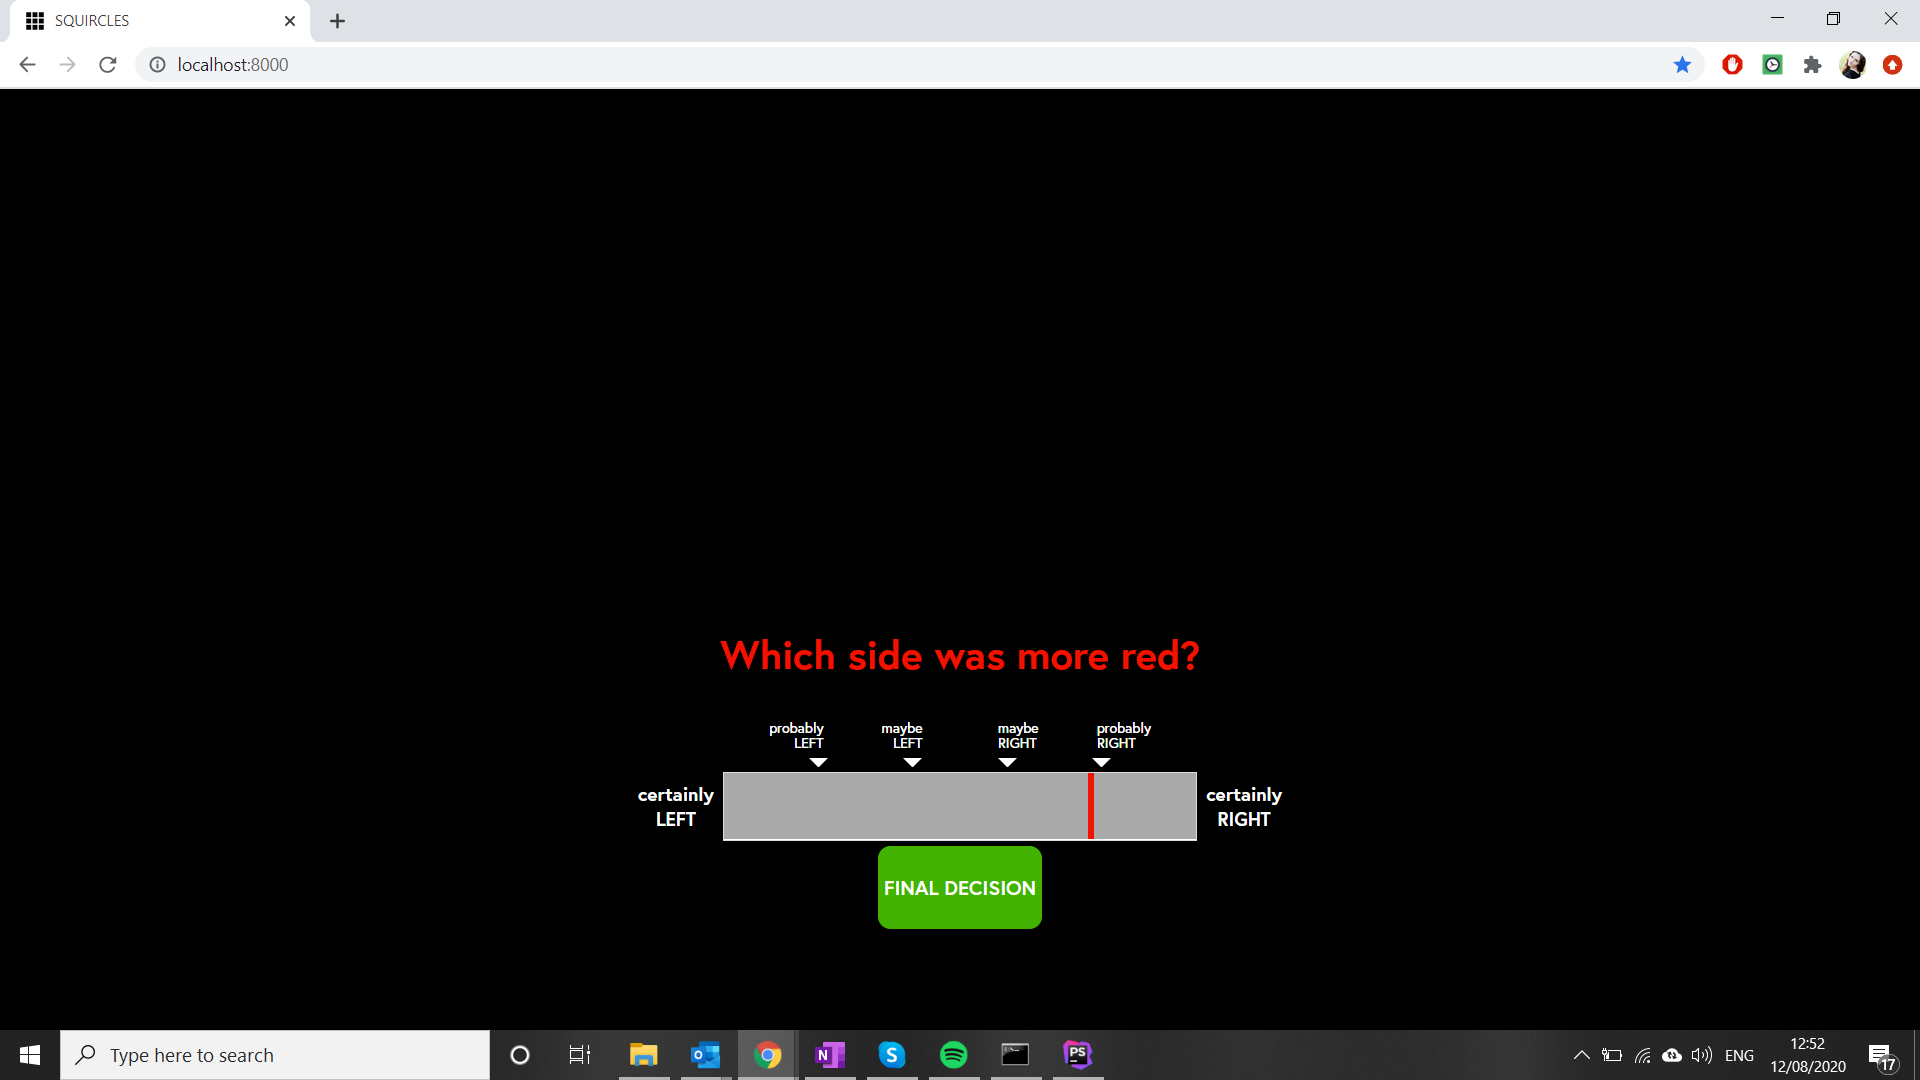 SQUIRCLES
localhost:8000
Which side was more red?
probably
LEFT
maybe
LEFT
maybe
RIGHT
probably
RIGHT
certainly
LEFT
certainly
RIGHT
FINAL DECISION
Type here to search
O
N
S
PS
ENG
12:52
12/08/2020
17